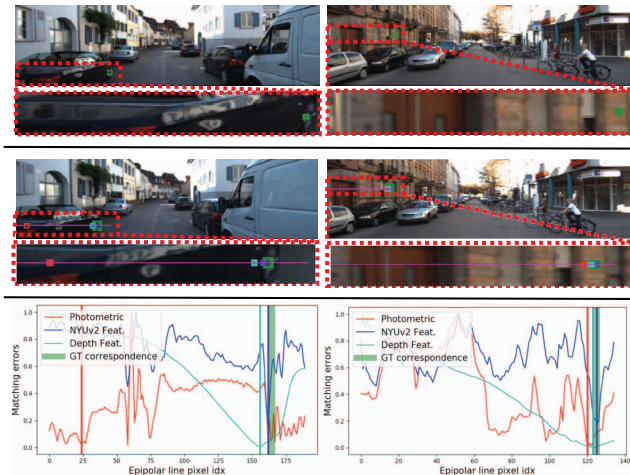 1.0
0.8
0.6
0.4
0.2
0.0
Matching errors
Photometric
NYUv2 Feat.
Depth Feat.
GT correspondence
0 25 50 75 100 125 150 175
Epipolar line pixel idx
1.0
0.8
0.6
0.4
0.2
0.0
Matching errors
Photometric
NYUv2 Feat.
Depth Feat.
GT correspondence
0 20 40 60 80 100 120 140
Epipolar line pixel idx